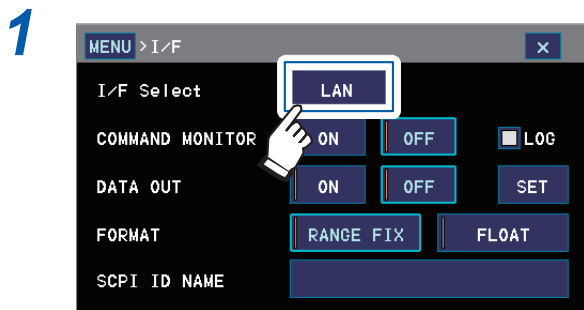 1
MENU >I/F ×
I/F Select LAN
COMMAND MONITOR ON OFF LOG
DATA OUT ON OFF SET
FORMAT RANGE FIX FLOAT
SCPI ID NAME